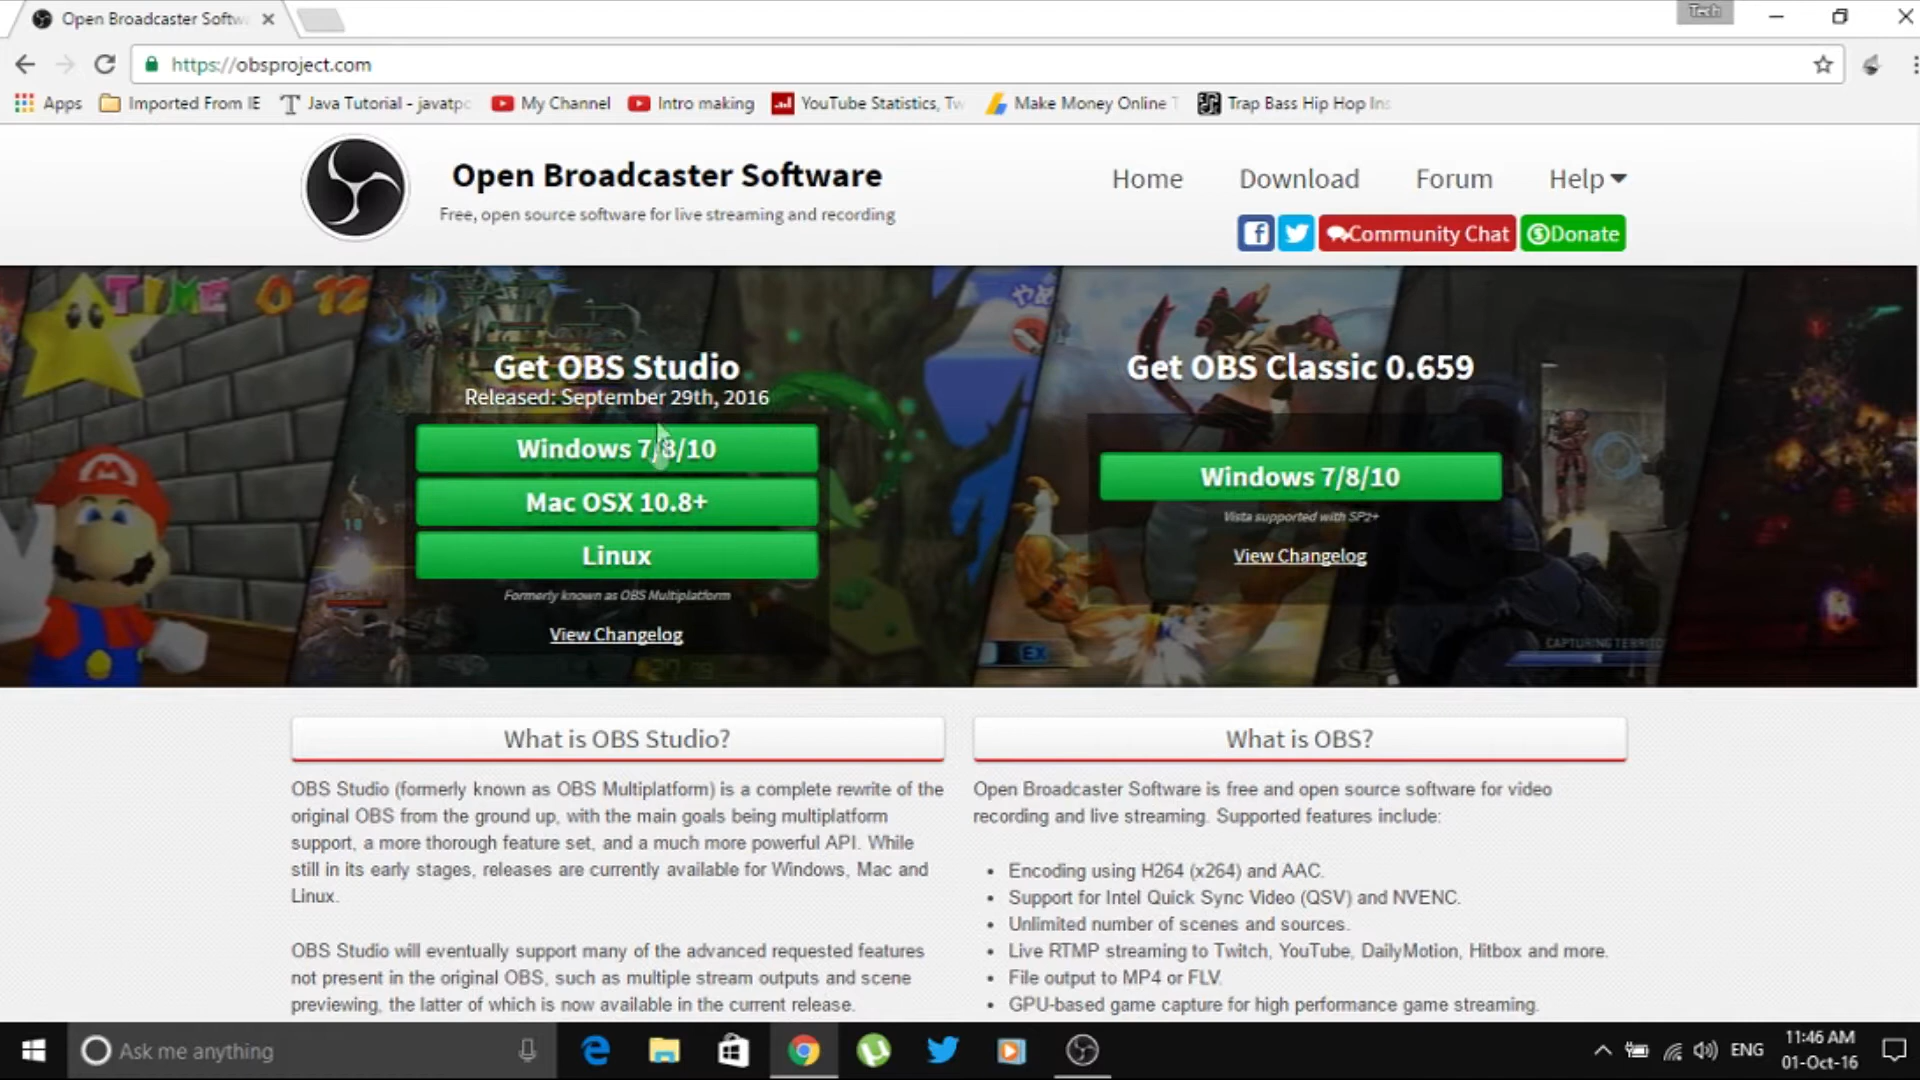 Open Broadcaster Softw
Tech
https://obsproject.com
Apps Imported From IE Java Tutorial - javatpo My Channel Intro making YouTube Statistics, Tw Make Money Online T Trap Bass Hip Hop Ins
Open Broadcaster Software
Free, open source software for live streaming and recording
Home Download Forum Help
Community Chat Donate
TIME 0'12
Get OBS Studio
Released: September 29th, 2016
Windows 7/8/10
Mac OSX 10.8+
Linux
Formerly known as OBS Multiplatform
View Changelog
Get OBS Classic 0.659
Windows 7/8/10
Vista supported with SP2+
View Changelog
EX
What is OBS Studio?
OBS Studio (formerly known as OBS Multiplatform) is a complete rewrite of the
original OBS from the ground up, with the main goals being multiplatform
support, a more thorough feature set, and a much more powerful API. While
still in its early stages, releases are currently available for Windows, Mac and
Linux.
OBS Studio will eventually support many of the advanced requested features
not present in the original OBS, such as multiple stream outputs and scene
previewing, the latter of which is now available in the current release.
What is OBS?
Open Broadcaster Software is free and open source software for video
recording and live streaming. Supported features include:
Encoding using H264 (x264) and AAC.
Support for Intel Quick Sync Video (QSV) and NVENC.
Unlimited number of scenes and sources.
Live RTMP streaming to Twitch, YouTube, DailyMotion, Hitbox and more.
File output to MP4 or FLV.
GPU-based game capture for high performance game streaming.
Ask me anything
ENG
11:46 AM
01-Oct-16